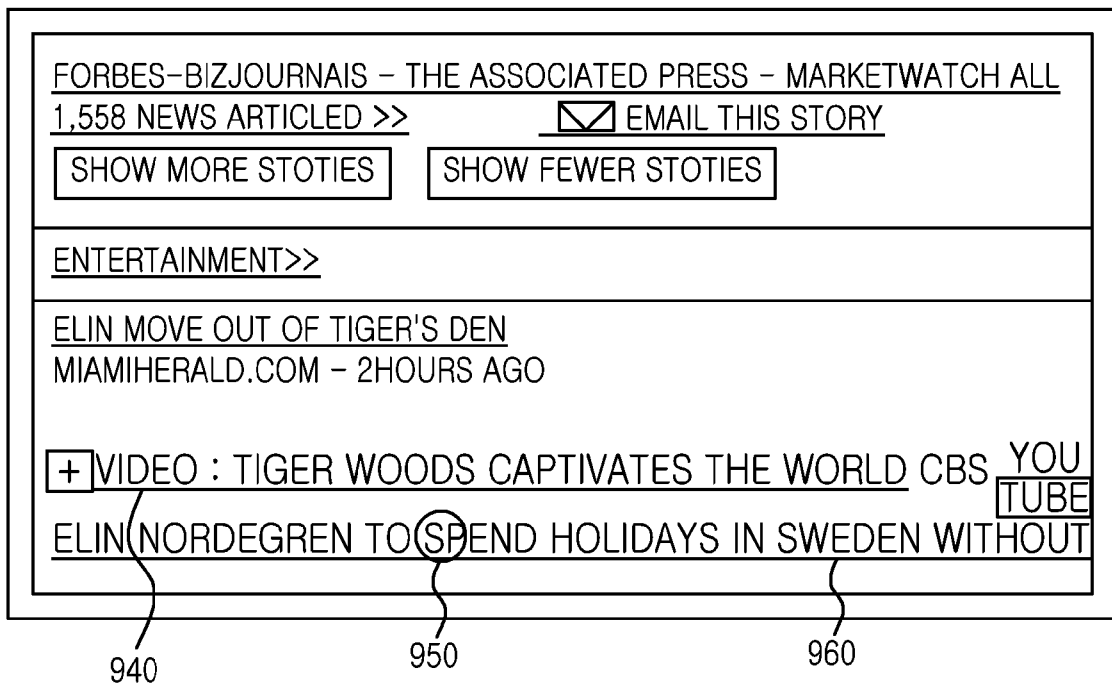 FORBES-BIZJOURNAIS - THE ASSOCIATED PRESS - MARKETWATCH ALL
1,558 NEWS ARTICLED >> EMAIL THIS STORY
SHOW MORE STOTIES SHOW FEWER STOTIES
ENTERTAINMENT>>
ELIN MOVE OUT OF TIGER'S DEN
MIAMIHERALD.COM - 2HOURS AGO
+ VIDEO : TIGER WOODS CAPTIVATES THE WORLD CBS YOU
TUBE
ELIN NORDEGREN TO SPEND HOLIDAYS IN SWEDEN WITHOUT
940 950 960